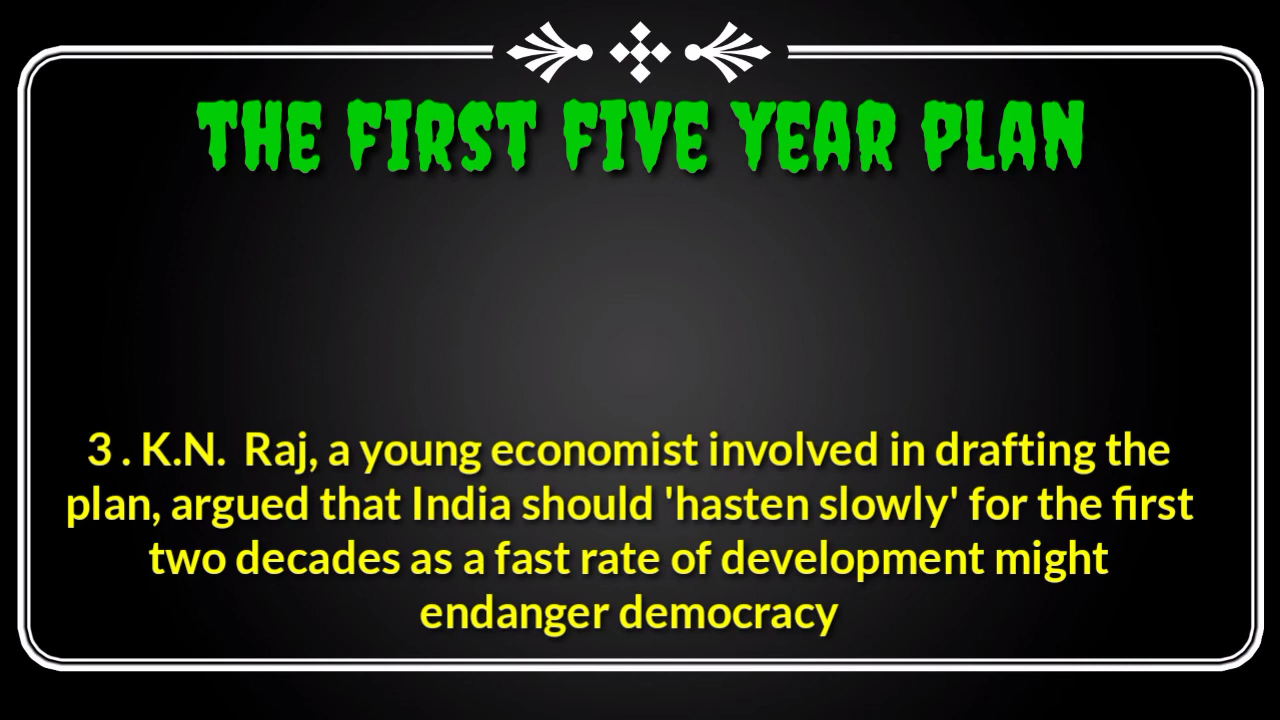 THE FIRST FIVE YEAR PLAN
3 . K.N.  Raj, a young economist involved in drafting the
plan, argued that India should 'hasten slowly' for the first
two decades as a fast rate of development might
endanger democracy